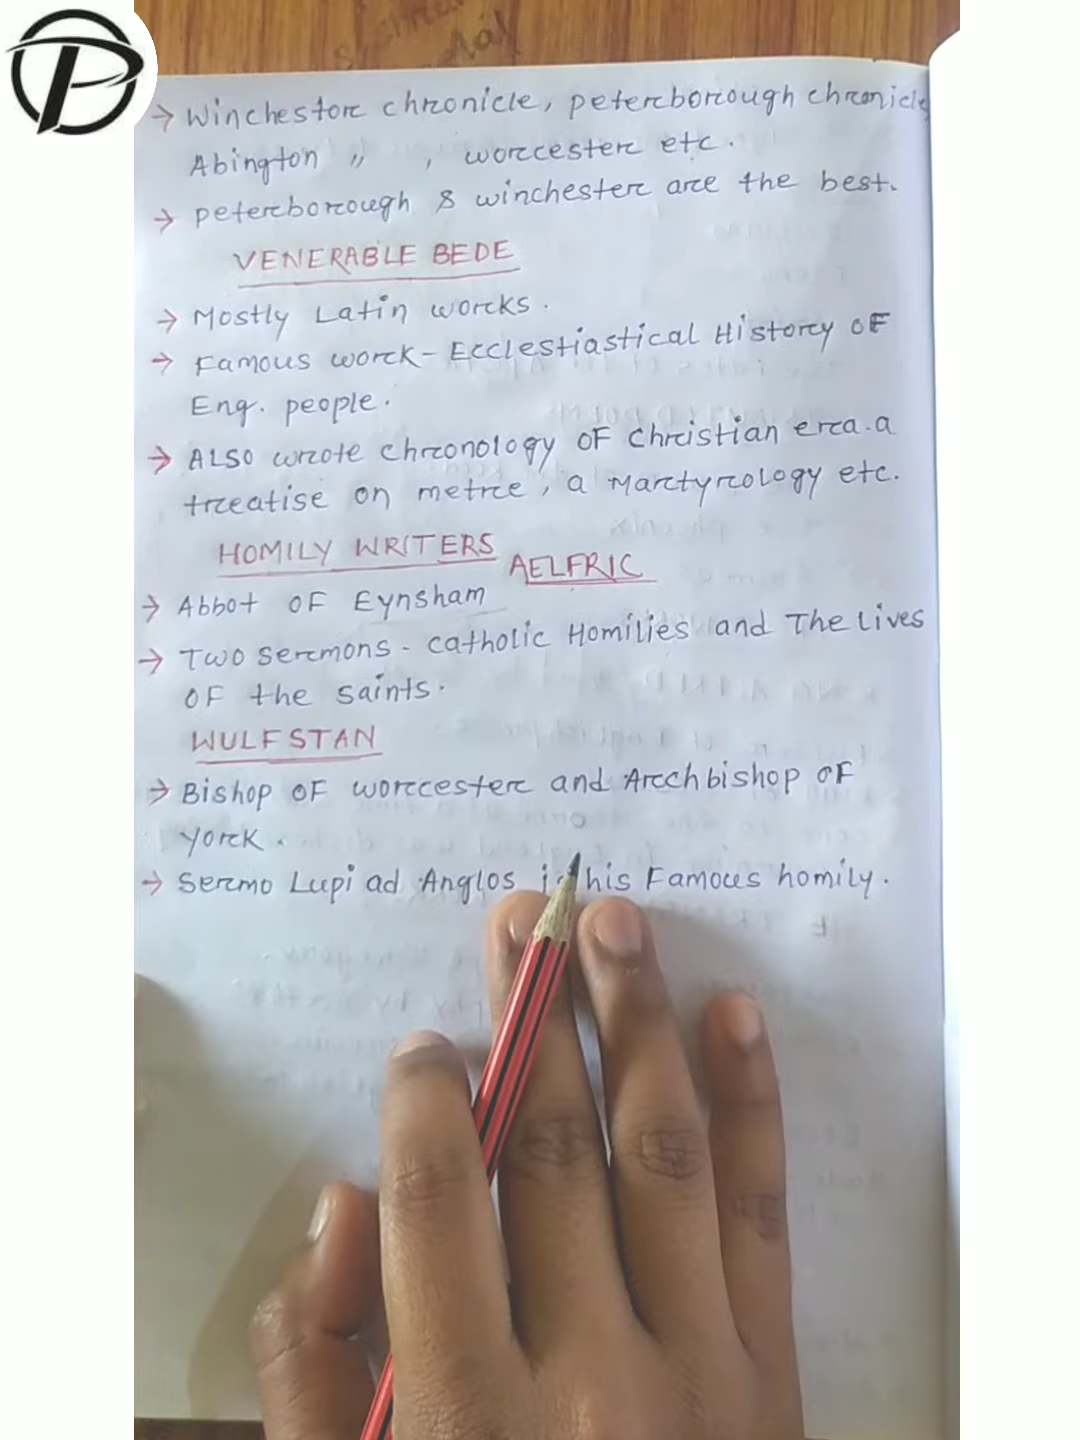 → Winchester chronicle, peterborough chronicle
Abington " , worcester etc.
→ peterborough & winchester are the best.
VENERABLE BEDE
→ Mostly Latin works.
→ Famous work - Ecclestiastical History of
Eng. people.
→ Also wrote chronology of christian era. a
treatise on metre, a Martyrology etc.
HOMILY WRITERS
AELFRIC
→ Abbot of Eynsham
→ Two sermons - catholic Homilies and The Lives
of the saints.
WULFSTAN
→ Bishop of worccester and Archbishop of
york.
→ Sermo Lupi ad Anglos is his Famous homily.